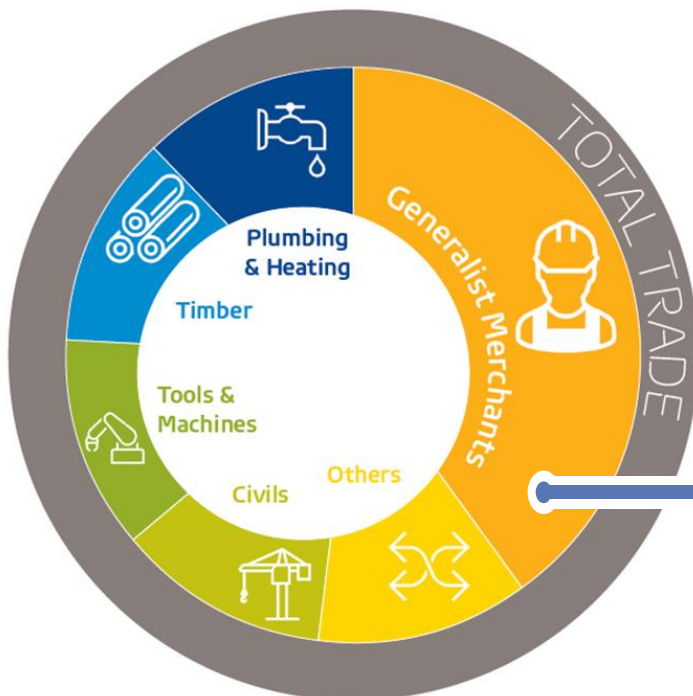 TOTAL TRADE
Generalist Merchants
Plumbing
& Heating
Timber
Tools &
Machines
Civils
Others